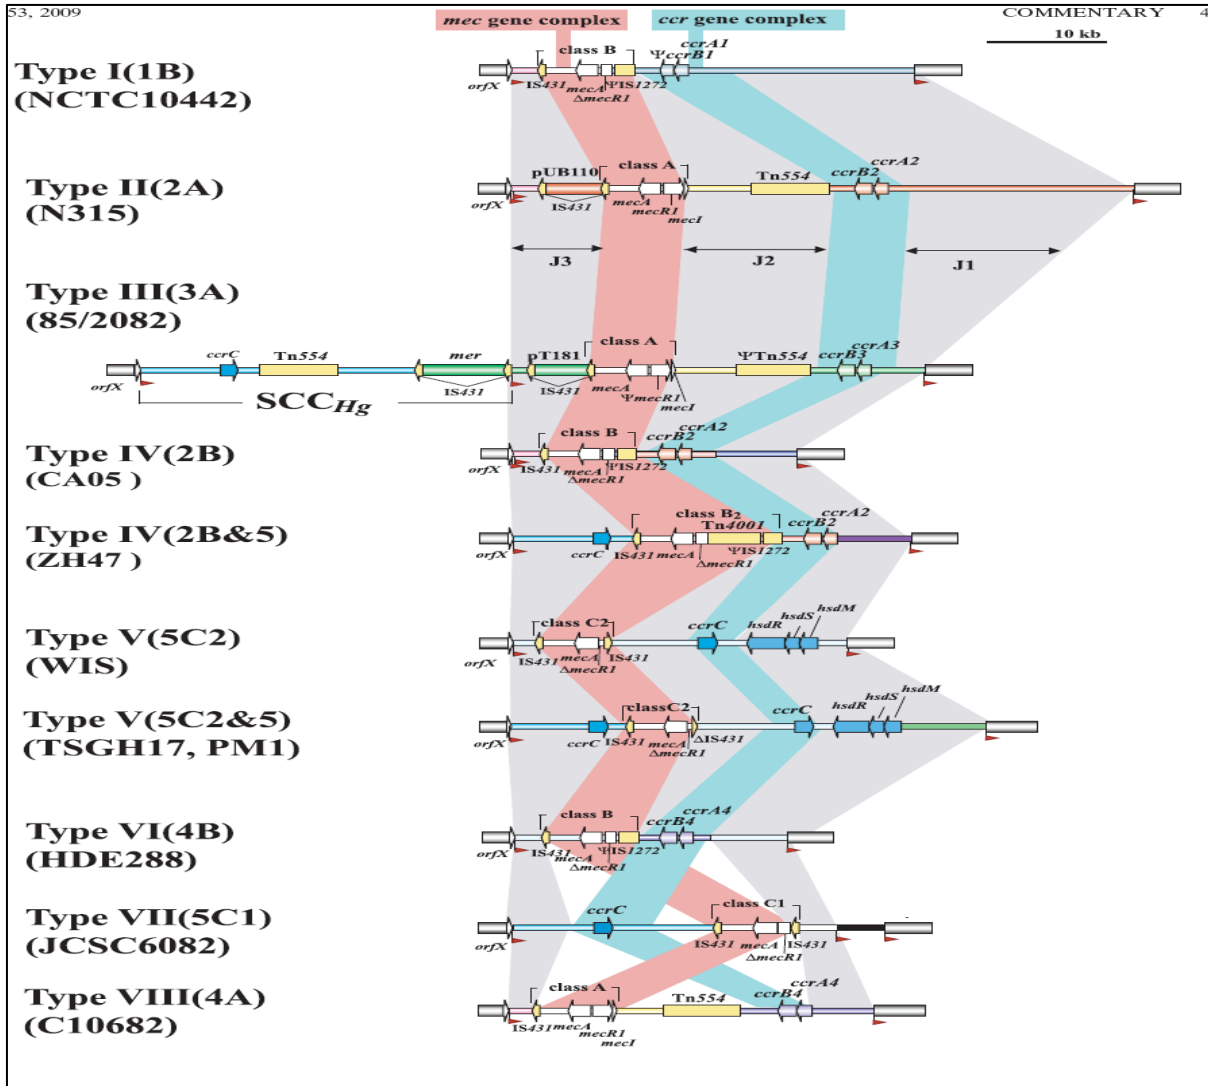 53, 2009
COMMENTARY 4
mec gene complex
ccr gene complex
10 kb
Type I(1B)
(NCTC10442)
class B
ΨccrB1
ccrA1
orfX
IS431
mecA
ΔmecR1
ΨIS1272
Type II(2A)
(N315)
pUB110
class A
Tn554
ccrB2
ccrA2
orfX
IS431
mecA
mecR1
mecI
J3
J2
J1
Type III(3A)
(85/2082)
ccrC
Tn554
mer
pT181
class A
ΨTn554
ccrB3
ccrA3
orfX
IS431
IS431
mecA
ΨmecR1
mecI
SCCHg
Type IV(2B)
(CA05 )
class B
ccrB2
ccrA2
orfX
IS431
mecA
ΔmecR1
ΨIS1272
Type IV(2B&5)
(ZH47 )
class B2
Tn4001
ccrB2
ccrA2
orfX
ccrC
IS431
mecA
ΔmecR1
ΨIS1272
Type V(5C2)
(WIS)
class C2
ccrC
hsdR
hsdS
hsdM
orfX
IS431
mecA
ΔmecR1
IS431
Type V(5C2&5)
(TSGH17, PM1)
classC2
ccrC
hsdR
hsdS
hsdM
orfX
ccrC
IS431
mecA
ΔmecR1
ΔIS431
Type VI(4B)
(HDE288)
class B
ccrB4
ccrA4
orfX
IS431
mecA
ΔmecR1
ΨIS1272
Type VII(5C1)
(JCSC6082)
ccrC
class C1
orfX
IS431
mecA
ΔmecR1
IS431
Type VIII(4A)
(C10682)
class A
Tn554
ccrB4
ccrA4
orfX
IS431
mecA
mecR1
mecI